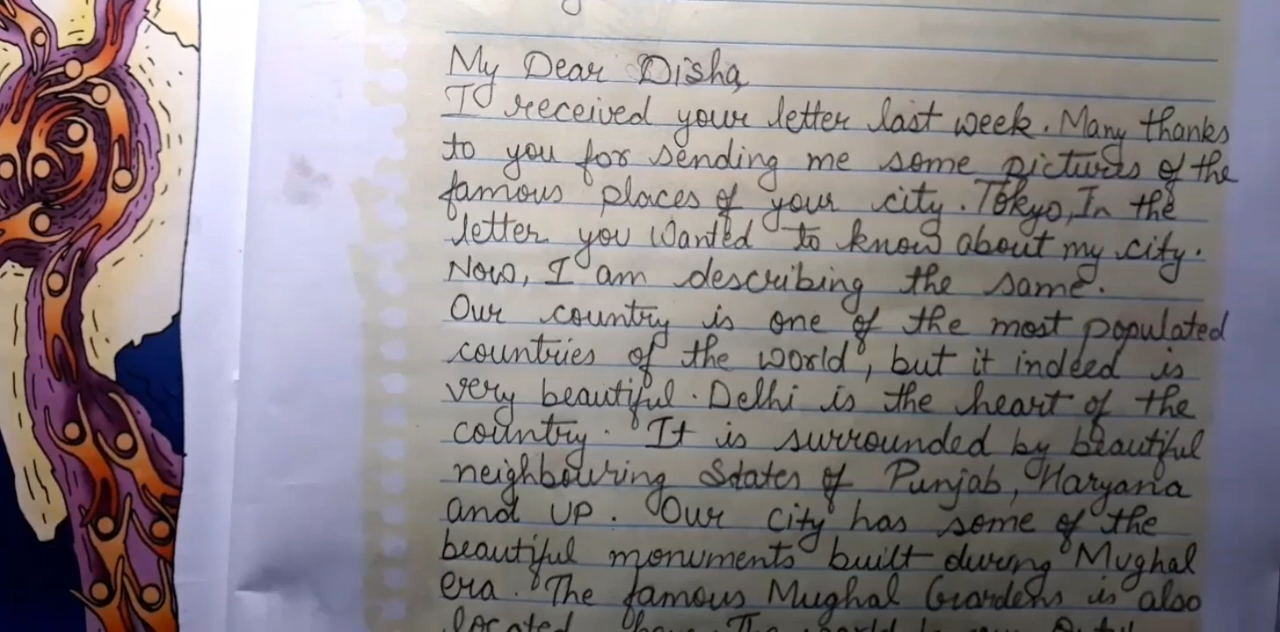 My Dear Disha,
I received your letter last week. Many thanks
to you for sending me some pictures of the
famous places of your city. Tokyo, In the
letter you wanted to know about my city.
Now, I am describing the same.
Our country is one of the most populated
countries of the world, but it indeed is
very beautiful. Delhi is the heart of the
country. It is surrounded by beautiful
neighbouring States of Punjab, Haryana
and UP. Our city has some of the
beautiful monuments built during Mughal
era. The famous Mughal Gardens is also
located The